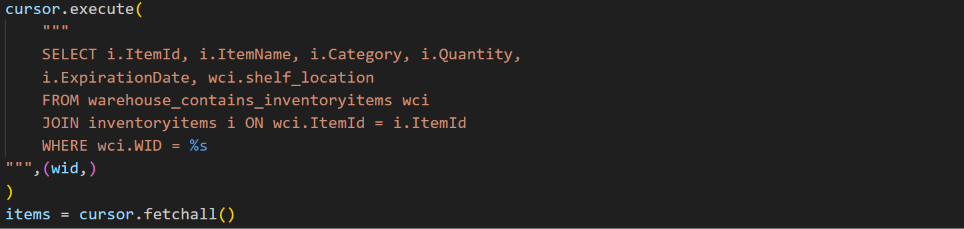 cursor.execute(
    """
    SELECT i.ItemId, i.ItemName, i.Category, i.Quantity,
    i.ExpirationDate, wci.shelf_location
    FROM warehouse_contains_inventoryitems wci
    JOIN inventoryitems i ON wci.ItemId = i.ItemId
    WHERE wci.WID = %s
""",(wid,)
)
items = cursor.fetchall()